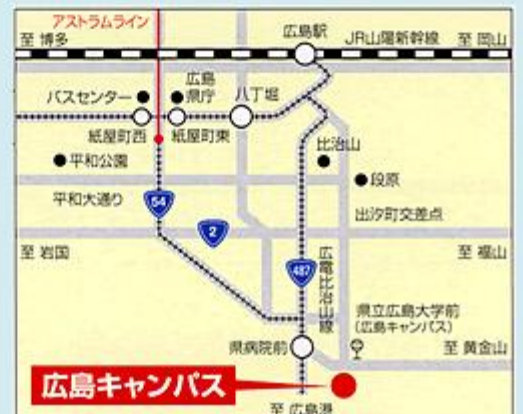 アストラムライン
至 博多
広島駅
JR山陽新幹線
至 岡山
バスセンター
広島
県庁
八丁堀
紙屋町西
紙屋町東
比治山
平和公園
段原
平和大通り
54
出汐町交差点
2
至 岩国
至 福山
487
広電比治山線
県立広島大学前
(広島キャンパス)
県病院前
至 黄金山
広島キャンパス
至 広島港